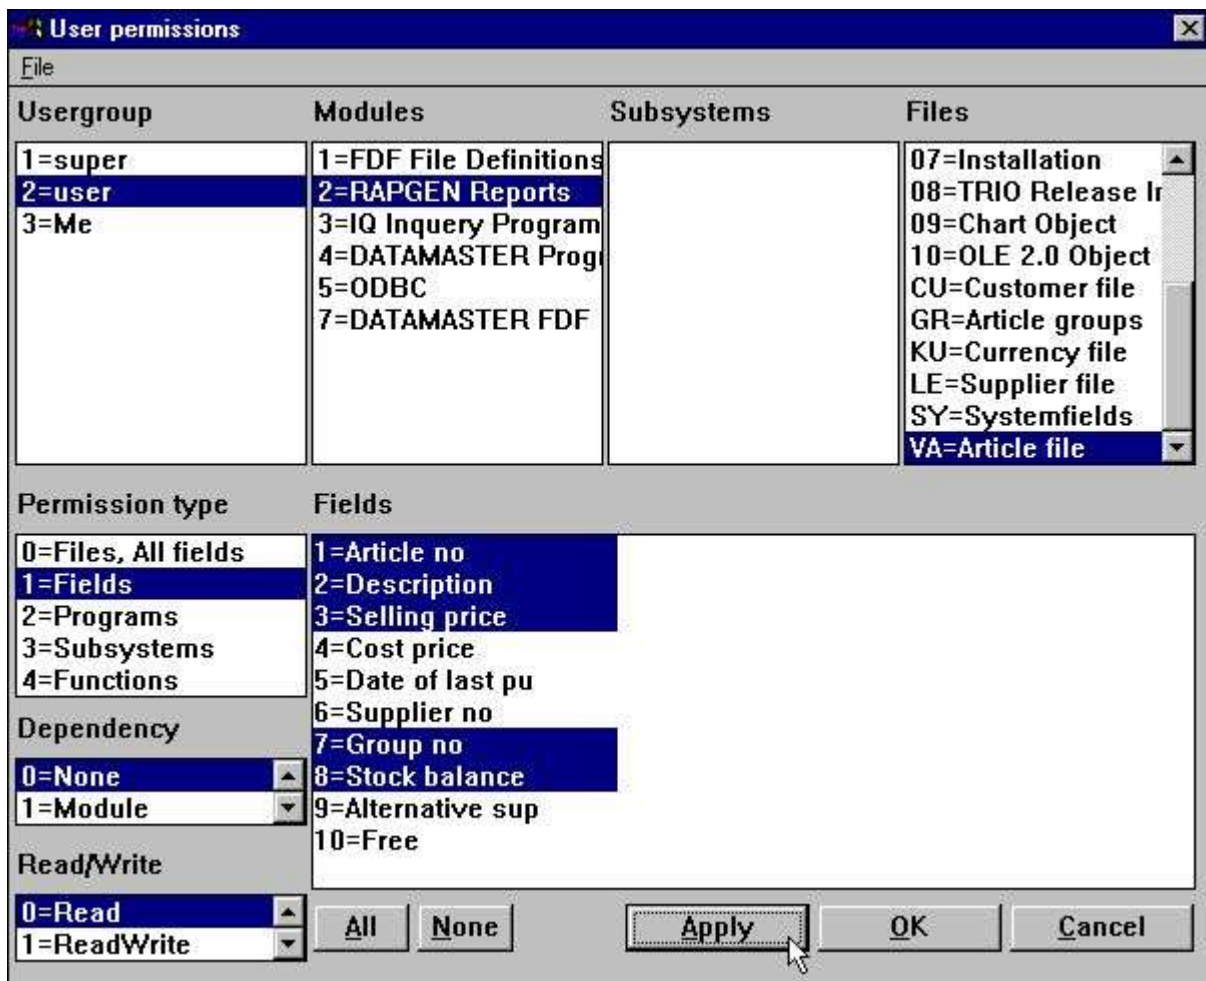 User permissions
File
Usergroup
Modules
Subsystems
Files
1=super
2=user
3=Me
1=FDF File Definitions
2=RAPGEN Reports
3=IQ Inquery Program
4=DATAMASTER Prog
5=ODBC
7=DATAMASTER FDF
07=Installation
08=TRIO Release In
09=Chart Object
10=OLE 2.0 Object
CU=Customer file
GR=Article groups
KU=Currency file
LE=Supplier file
SY=Systemfields
VA=Article file
Permission type
0=Files, All fields
1=Fields
2=Programs
3=Subsystems
4=Functions
Dependency
0=None
1=Module
Read/Write
0=Read
1=ReadWrite
Fields
1=Article no
2=Description
3=Selling price
4=Cost price
5=Date of last pu
6=Supplier no
7=Group no
8=Stock balance
9=Alternative sup
10=Free
All
None
Apply
OK
Cancel